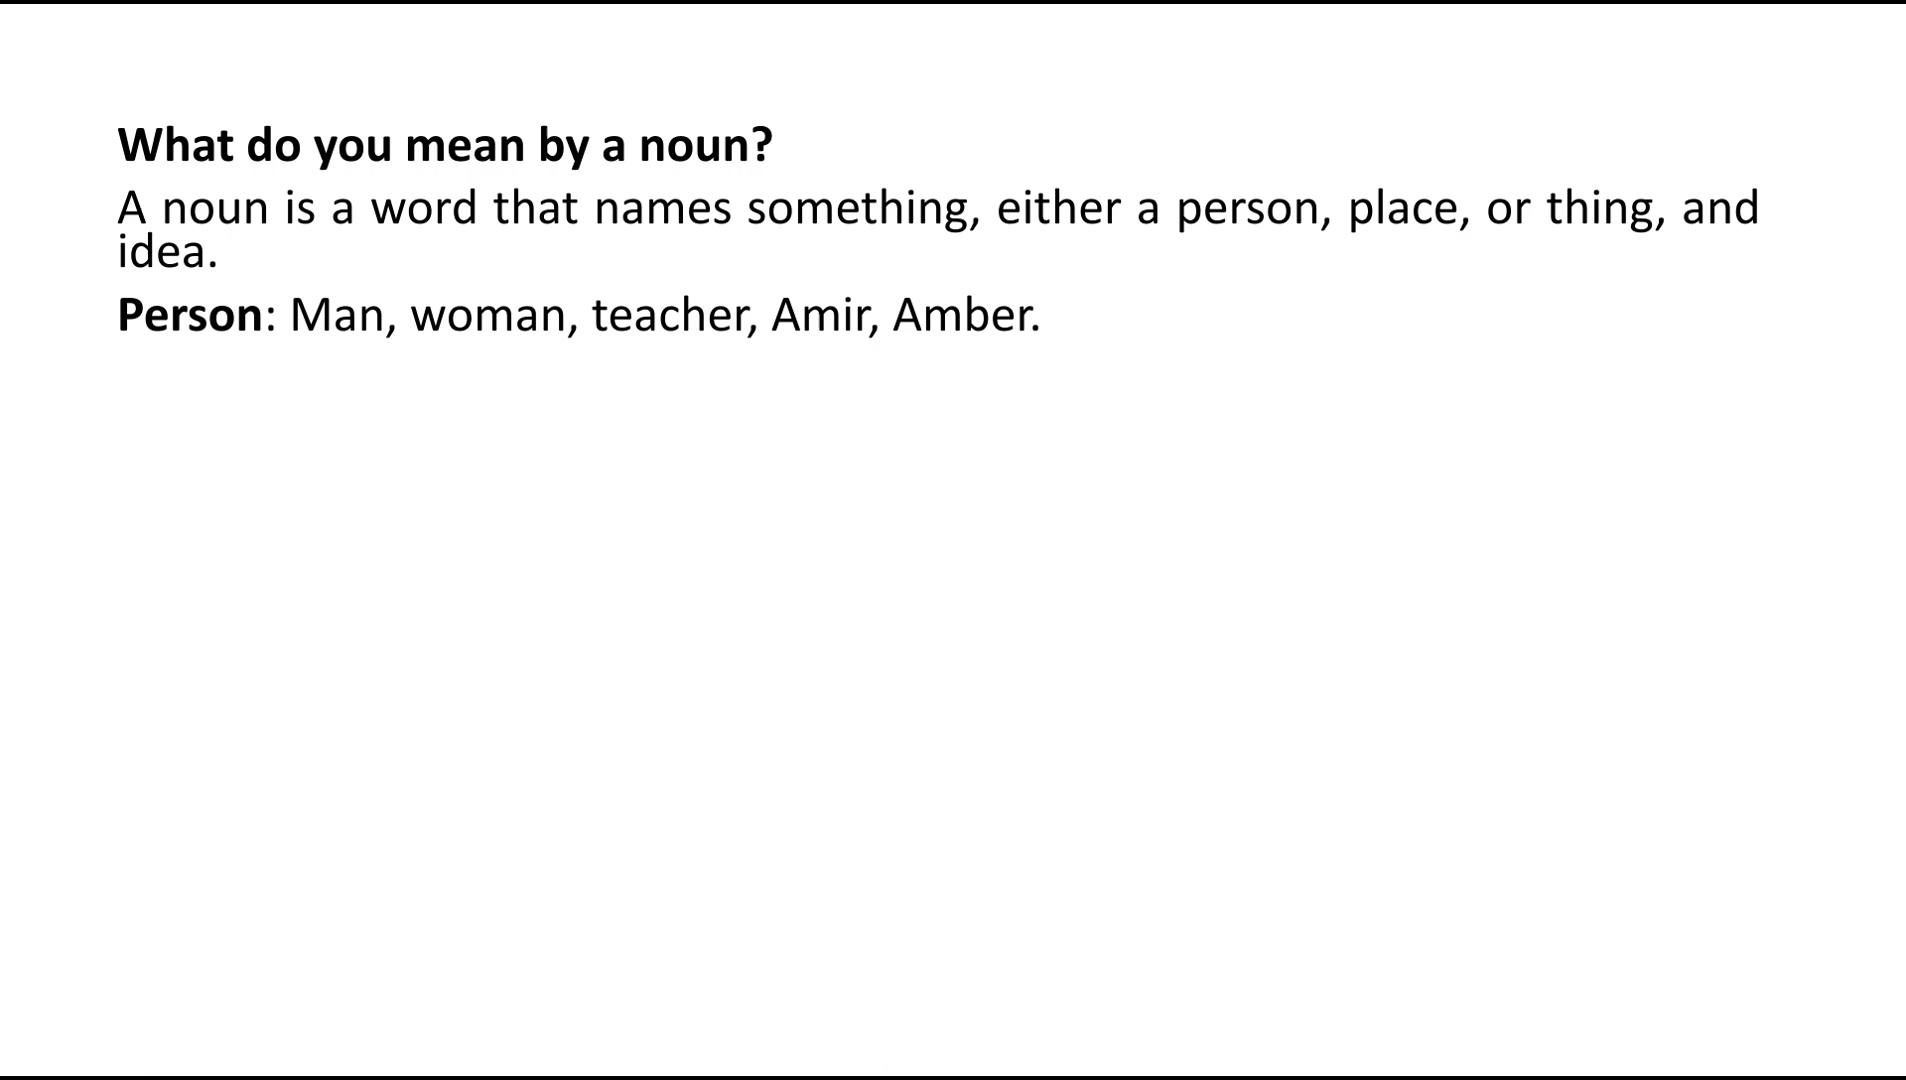 What do you mean by a noun?
A noun is a word that names something, either a person, place, or thing, and
idea.
Person: Man, woman, teacher, Amir, Amber.